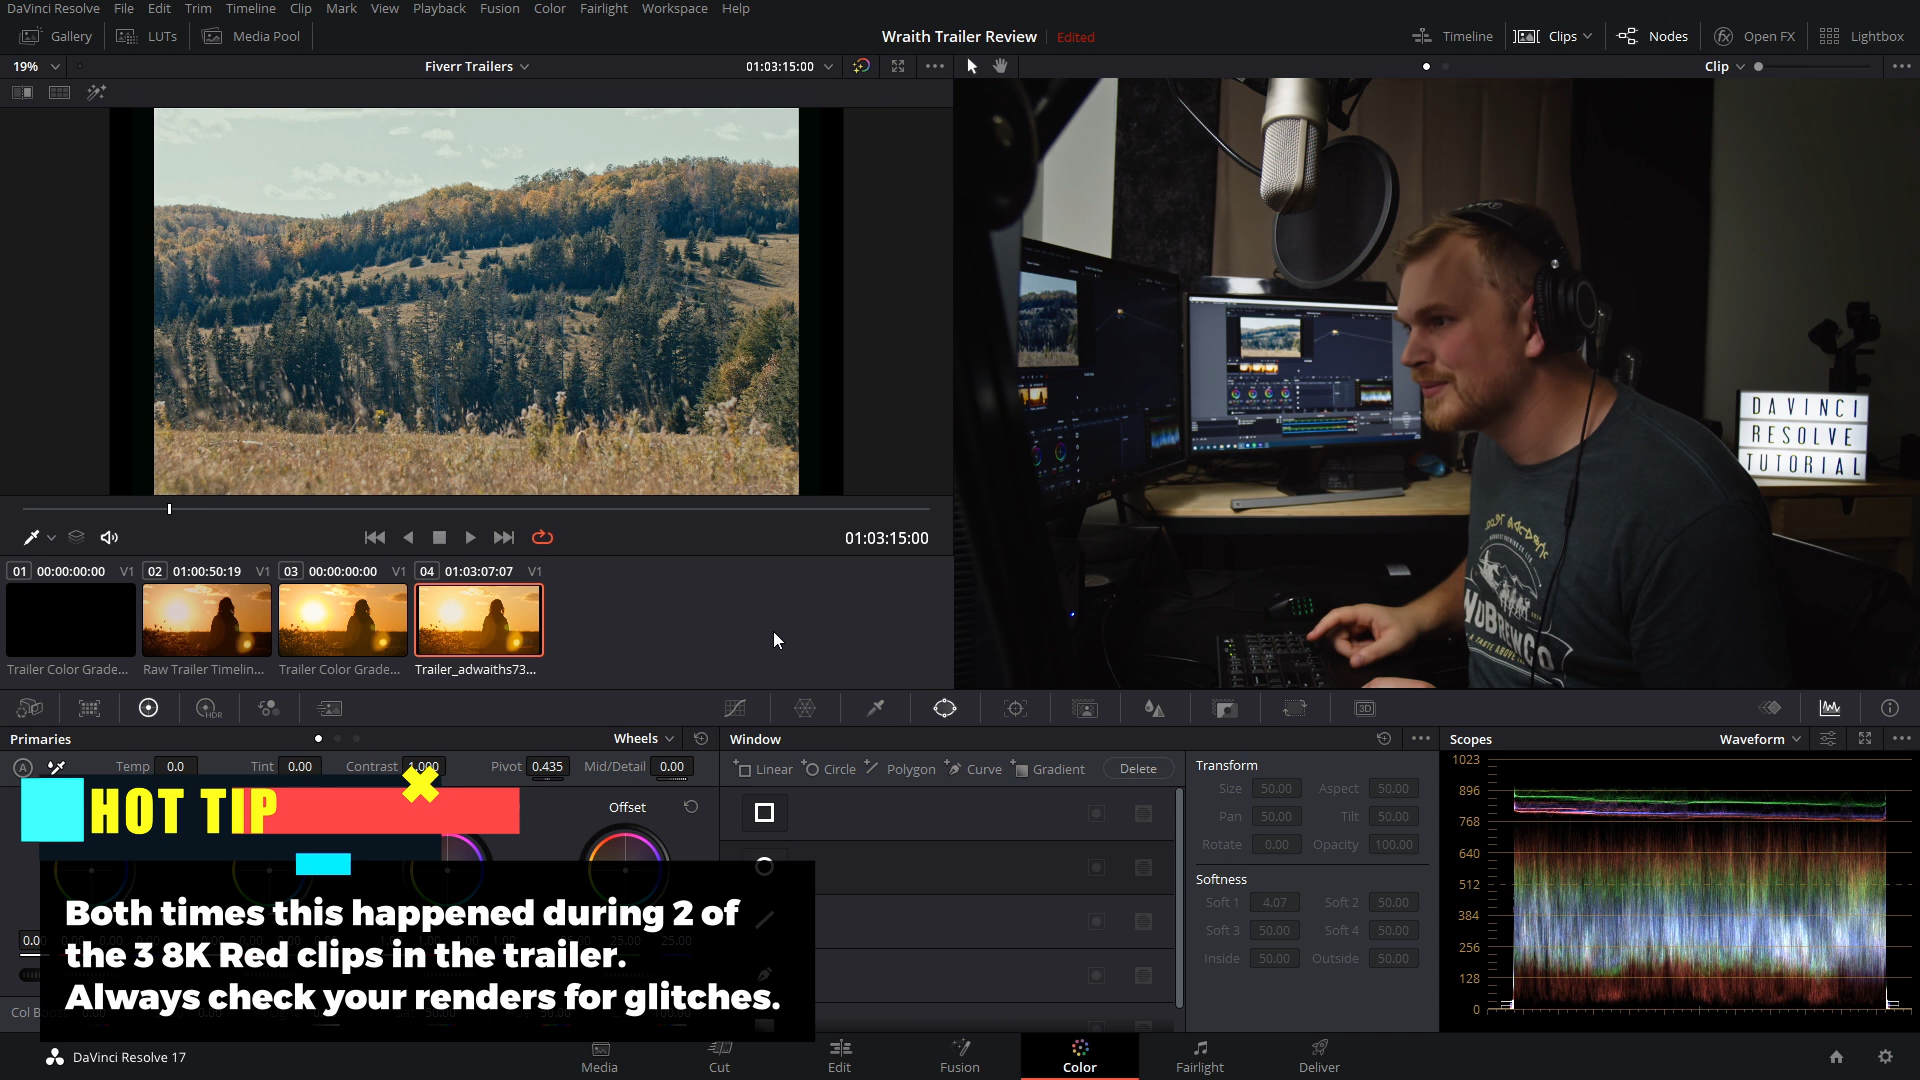 DaVinci Resolve File Edit Trim Timeline Clip Mark View Playback Fusion Color Fairlight Workspace Help
Gallery LUTs Media Pool Wraith Trailer Review Edited Timeline Clips Nodes Open FX Lightbox
19% Fiverr Trailers 01:03:15:00 Clip
DAVINCI
RESOLVE
TUTORIAL
01:03:15:00
01 00:00:00:00 V1 02 01:00:50:19 V1 03 00:00:00:00 V1 04 01:03:07:07 V1
Trailer Color Grade... Raw Trailer Timelin... Trailer Color Grade... Trailer_adwaiths73...
HDR 3D
Primaries Wheels Window Scopes Waveform
A Temp 0.0 Tint 0.00 Contrast 1.000 Pivot 0.435 Mid/Detail 0.00
Linear Circle Polygon Curve Gradient Delete
Transform
Size 50.00 Aspect 50.00
Pan 50.00 Tilt 50.00
Rotate 0.00 Opacity 100.00
Softness
Soft 1 4.07 Soft 2 50.00
Soft 3 50.00 Soft 4 50.00
Inside 50.00 Outside 50.00
1023
896
768
640
512
384
256
128
0
Offset
HOT TIP
Both times this happened during 2 of
the 3 8K Red clips in the trailer.
Always check your renders for glitches.
DaVinci Resolve 17 Media Cut Edit Fusion Color Fairlight Deliver